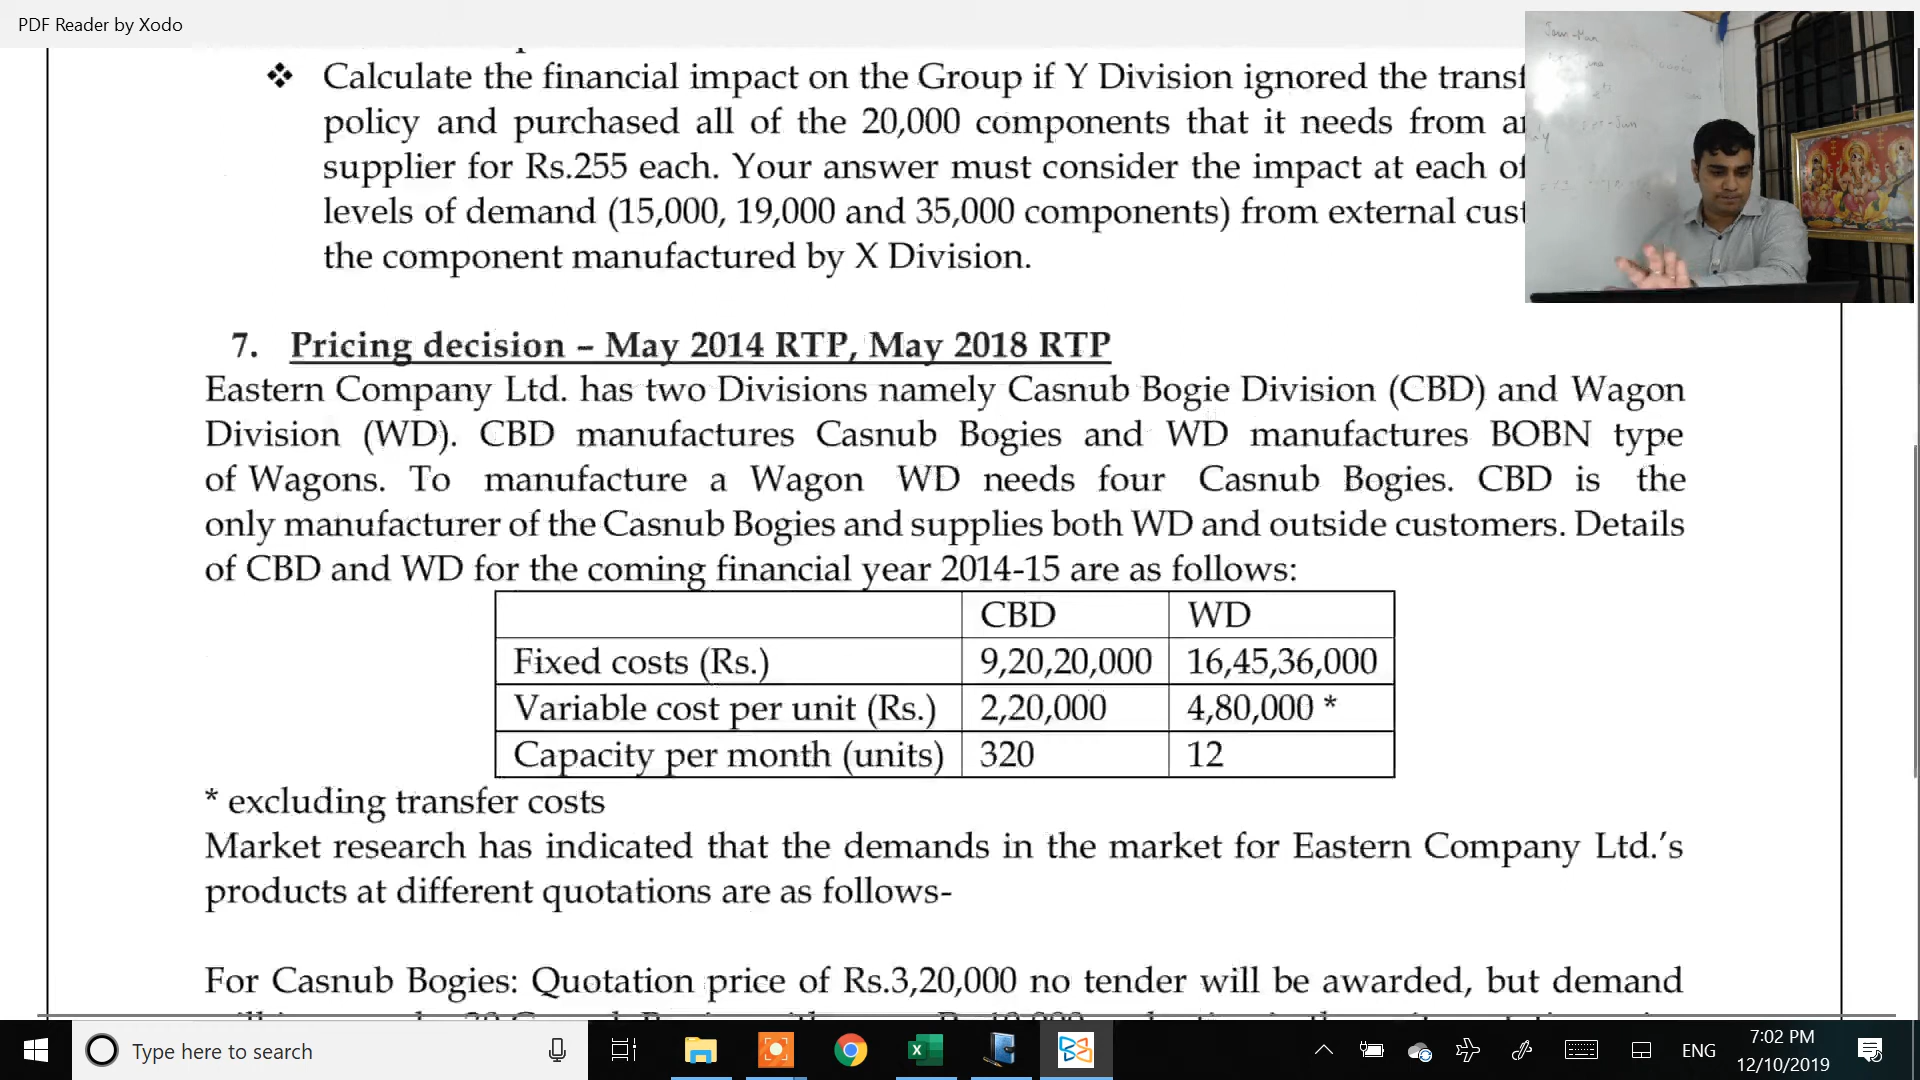 PDF Reader by Xodo
❖ Calculate the financial impact on the Group if Y Division ignored the transf
policy and purchased all of the 20,000 components that it needs from
supplier for Rs.255 each. Your answer must consider the impact at each of
levels of demand (15,000, 19,000 and 35,000 components) from external cust
the component manufactured by X Division.
7. Pricing decision – May 2014 RTP, May 2018 RTP
Eastern Company Ltd. has two Divisions namely Casnub Bogie Division (CBD) and Wagon
Division (WD). CBD manufactures Casnub Bogies and WD manufactures BOBN type
of Wagons. To manufacture a Wagon WD needs four Casnub Bogies. CBD is the
only manufacturer of the Casnub Bogies and supplies both WD and outside customers. Details
of CBD and WD for the coming financial year 2014-15 are as follows:
CBD WD
Fixed costs (Rs.) 9,20,20,000 16,45,36,000
Variable cost per unit (Rs.) 2,20,000 4,80,000 *
Capacity per month (units) 320 12
* excluding transfer costs
Market research has indicated that the demands in the market for Eastern Company Ltd.'s
products at different quotations are as follows-
For Casnub Bogies: Quotation price of Rs.3,20,000 no tender will be awarded, but demand
Type here to search
ENG
7:02 PM
12/10/2019